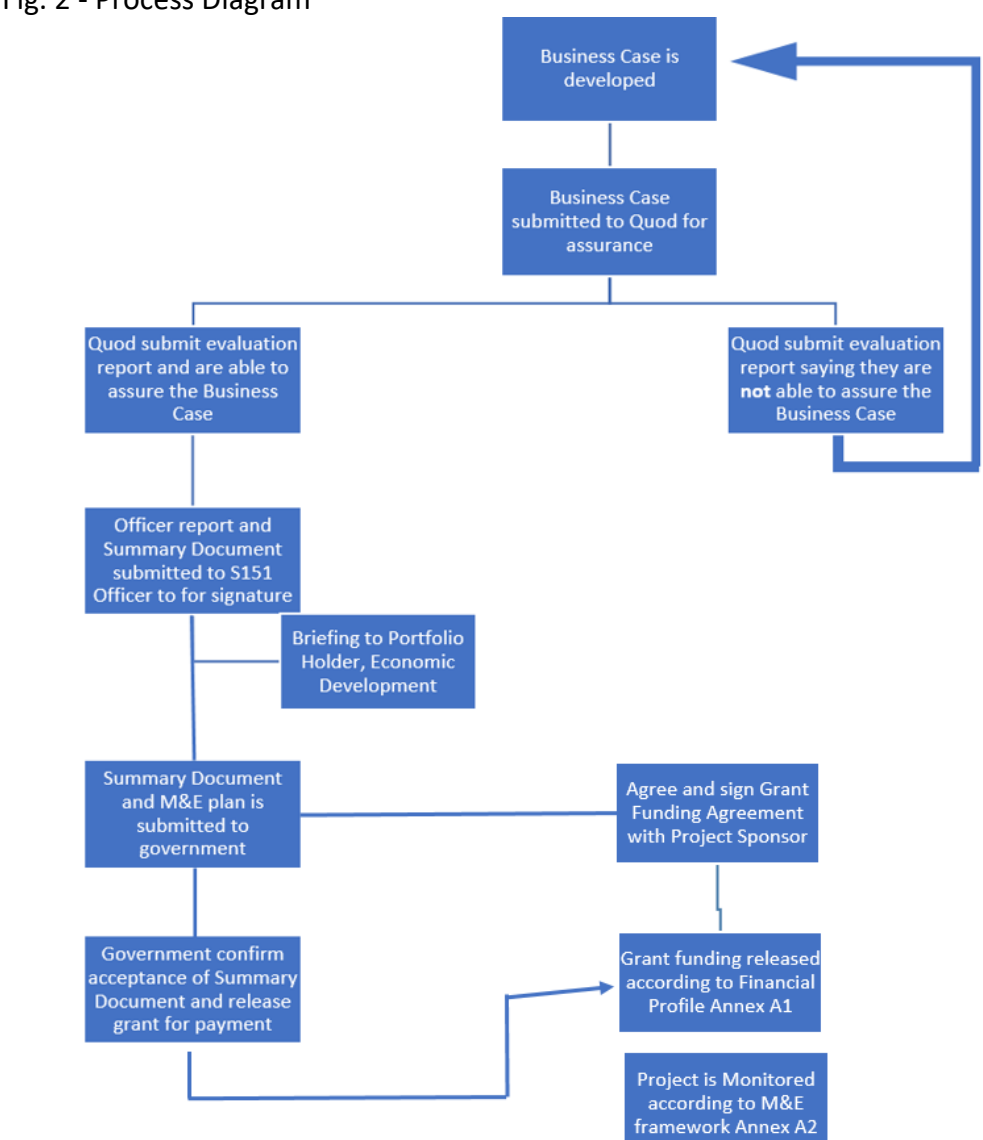 Fig. 2 - Process Diagram
Business Case is
developed
Business Case
submitted to Quod for
assurance
Quod submit evaluation
report and are able to
assure the Business
Case
Quod submit evaluation
report saying they are
not able to assure the
Business Case
Officer report and
Summary Document
submitted to S151
Officer to for signature
Briefing to Portfolio
Holder, Economic
Development
Summary Document
and M&E plan is
submitted to
government
Agree and sign Grant
Funding Agreement
with Project Sponsor
Government confirm
acceptance of Summary
Document and release
grant for payment
Grant funding released
according to Financial
Profile Annex A1
Project is Monitored
according to M&E
framework Annex A2